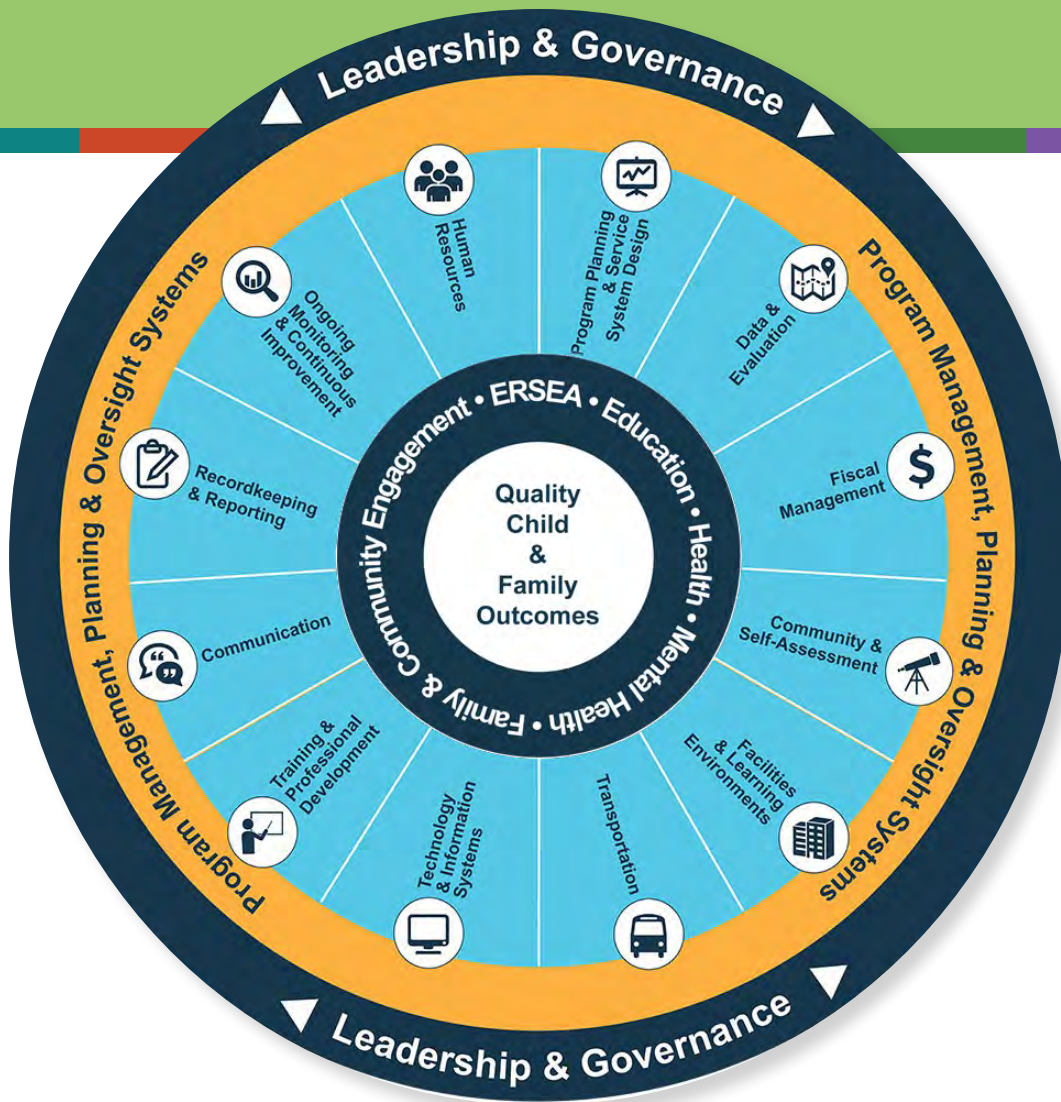 Leadership & Governance
Program Management, Planning & Oversight Systems
Program Management, Planning & Oversight Systems
Human
Resources
Program Planning
& Service
System Design
Data &
Evaluation
Fiscal
Management
Community &
Self-Assessment
Facilities
& Learning
Environments
Transportation
Technology
& Information
Systems
Training &
Professional
Development
Communication
Recordkeeping
& Reporting
Ongoing
Monitoring
& Continuous
Improvement
Family & Community Engagement • ERSEA • Education • Health • Mental Health •
Quality
Child
&
Family
Outcomes
$
Leadership & Governance